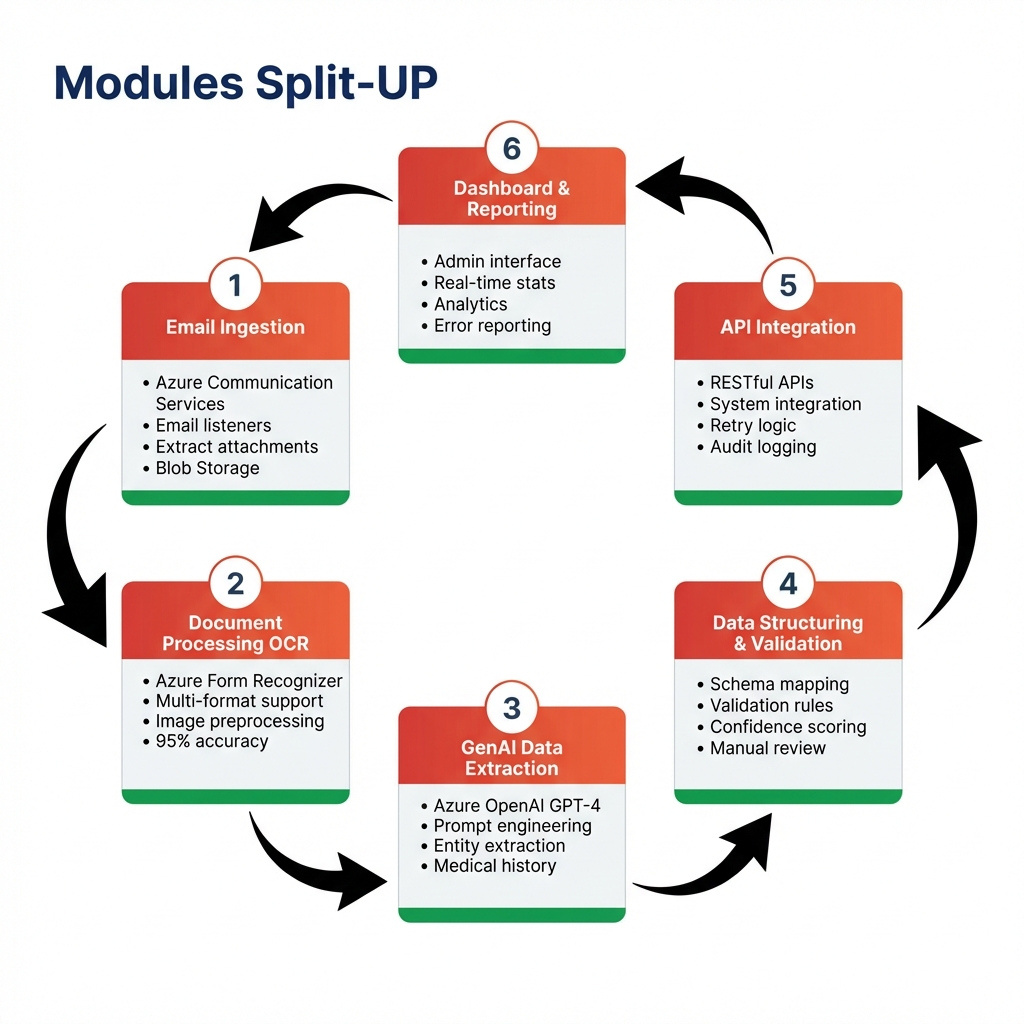 Modules Split-UP
6
Dashboard &
Reporting
• Admin interface
• Real-time stats
• Analytics
• Error reporting
1
Email Ingestion
• Azure Communication
Services
• Email listeners
• Extract attachments
• Blob Storage
5
API Integration
• RESTful APIs
• System integration
• Retry logic
• Audit logging
2
Document
Processing OCR
• Azure Form Recognizer
• Multi-format support
• Image preprocessing
• 95% accuracy
4
Data Structuring
& Validation
• Schema mapping
• Validation rules
• Confidence scoring
• Manual review
3
GenAI Data
Extraction
• Azure OpenAI GPT-4
• Prompt engineering
• Entity extraction
• Medical history